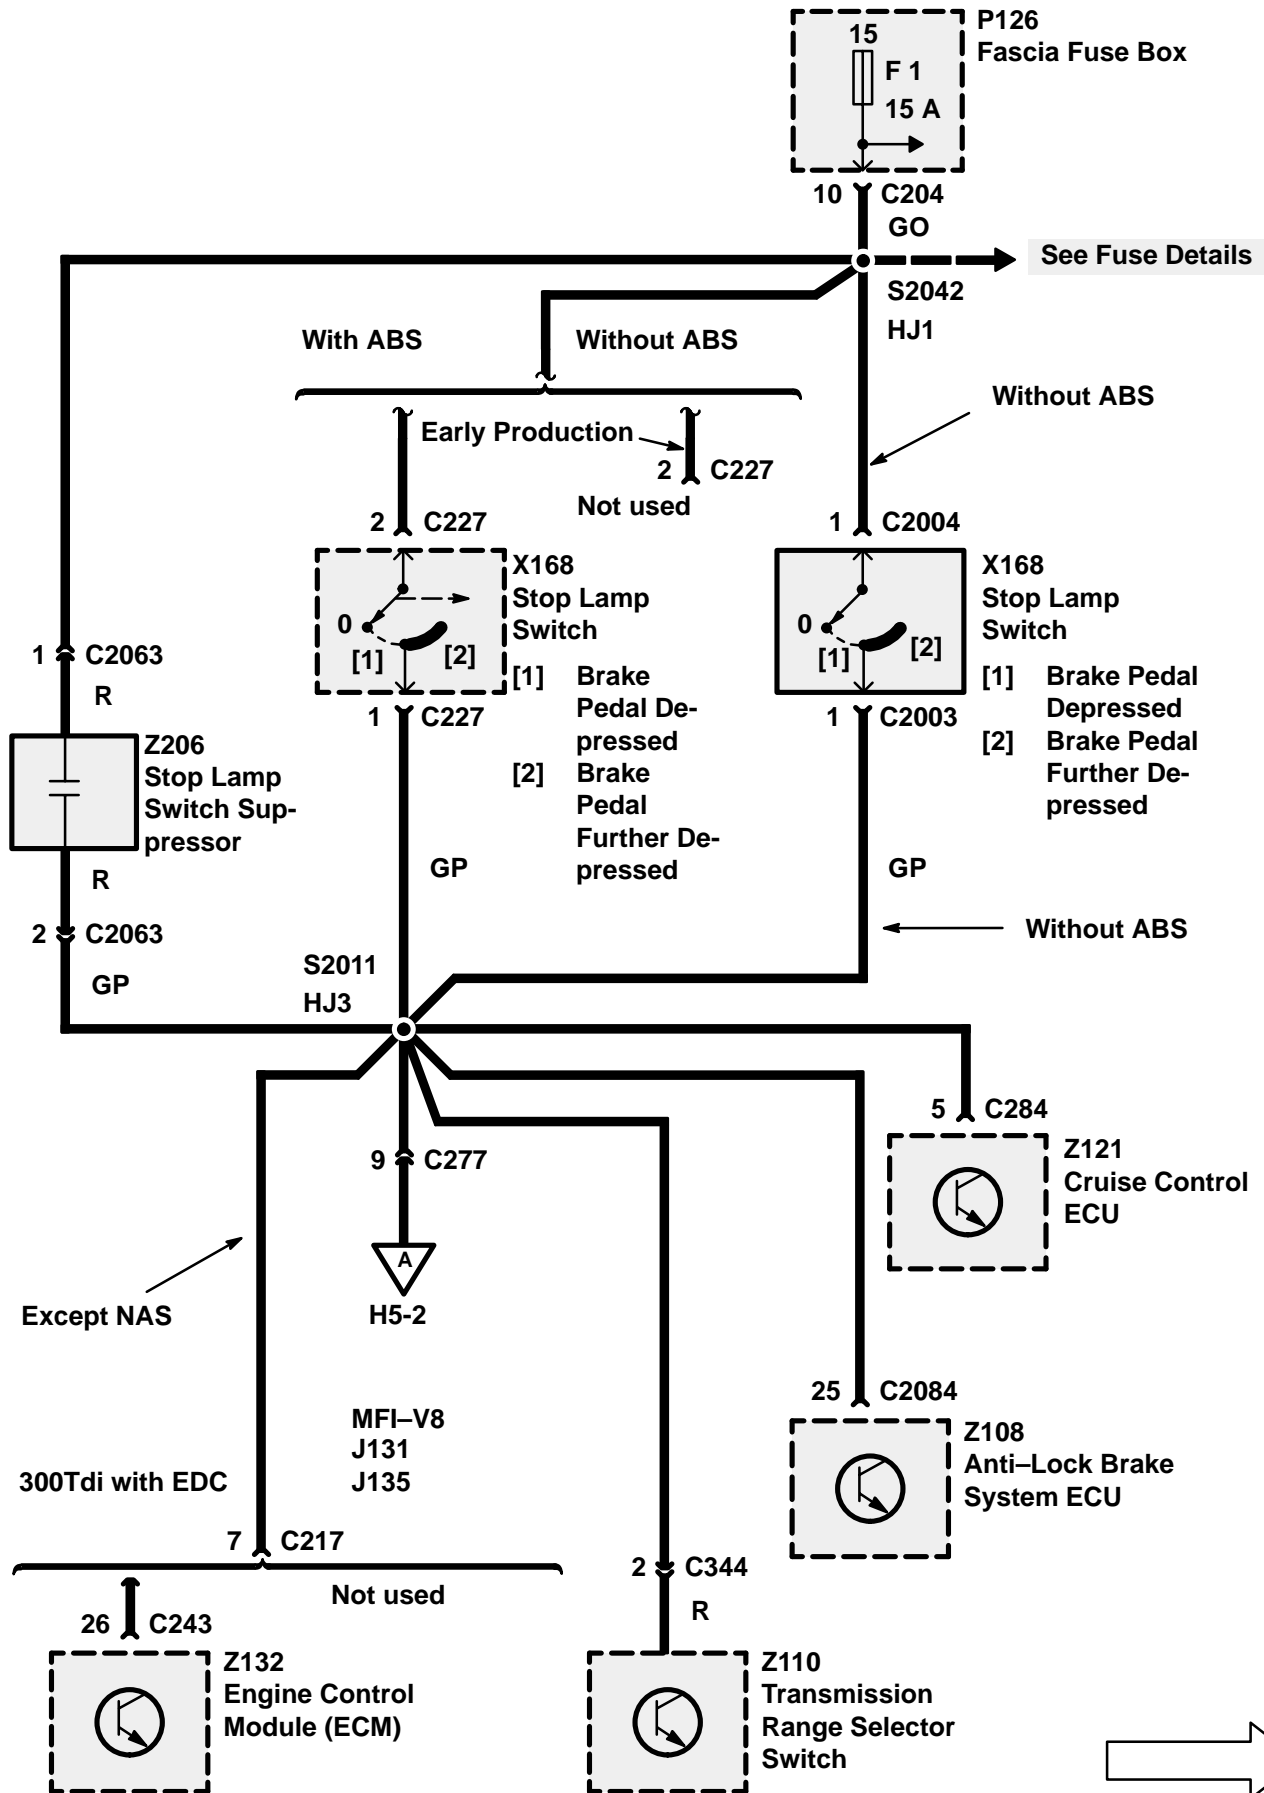 P126
Fascia Fuse Box
15
F 1
15 A
10
C204
GO
See Fuse Details
S2042
HJ1
With ABS
Without ABS
Without ABS
Early Production
2
C227
Not used
2
C227
1
C2004
X168
Stop Lamp
Switch
0
[1]
[2]
[1] Brake
Pedal De-
pressed
[2] Brake
Pedal
Further De-
pressed
X168
Stop Lamp
Switch
0
[1]
[2]
[1] Brake Pedal
Depressed
[2] Brake Pedal
Further De-
pressed
1
C2063
R
1
C227
1
C2003
Z206
Stop Lamp
Switch Sup-
pressor
R
GP
GP
2
C2063
Without ABS
GP
S2011
HJ3
5
C284
Z121
Cruise Control
ECU
9
C277
A
H5-2
Except NAS
25
C2084
Z108
Anti–Lock Brake
System ECU
MFI–V8
J131
J135
300Tdi with EDC
7
C217
Not used
2
C344
R
26
C243
Z132
Engine Control
Module (ECM)
Z110
Transmission
Range Selector
Switch